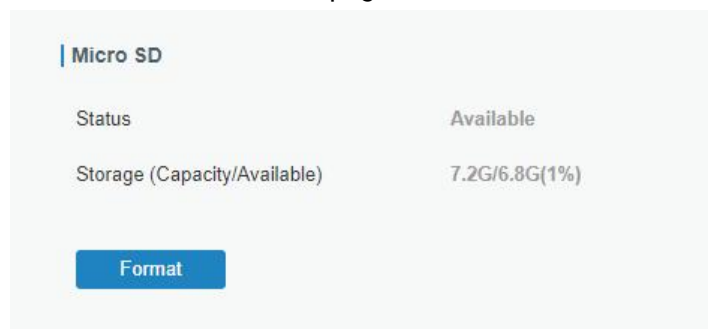 Micro SD
Status Available
Storage (Capacity/Available) 7.2G/6.8G(1%)
Format